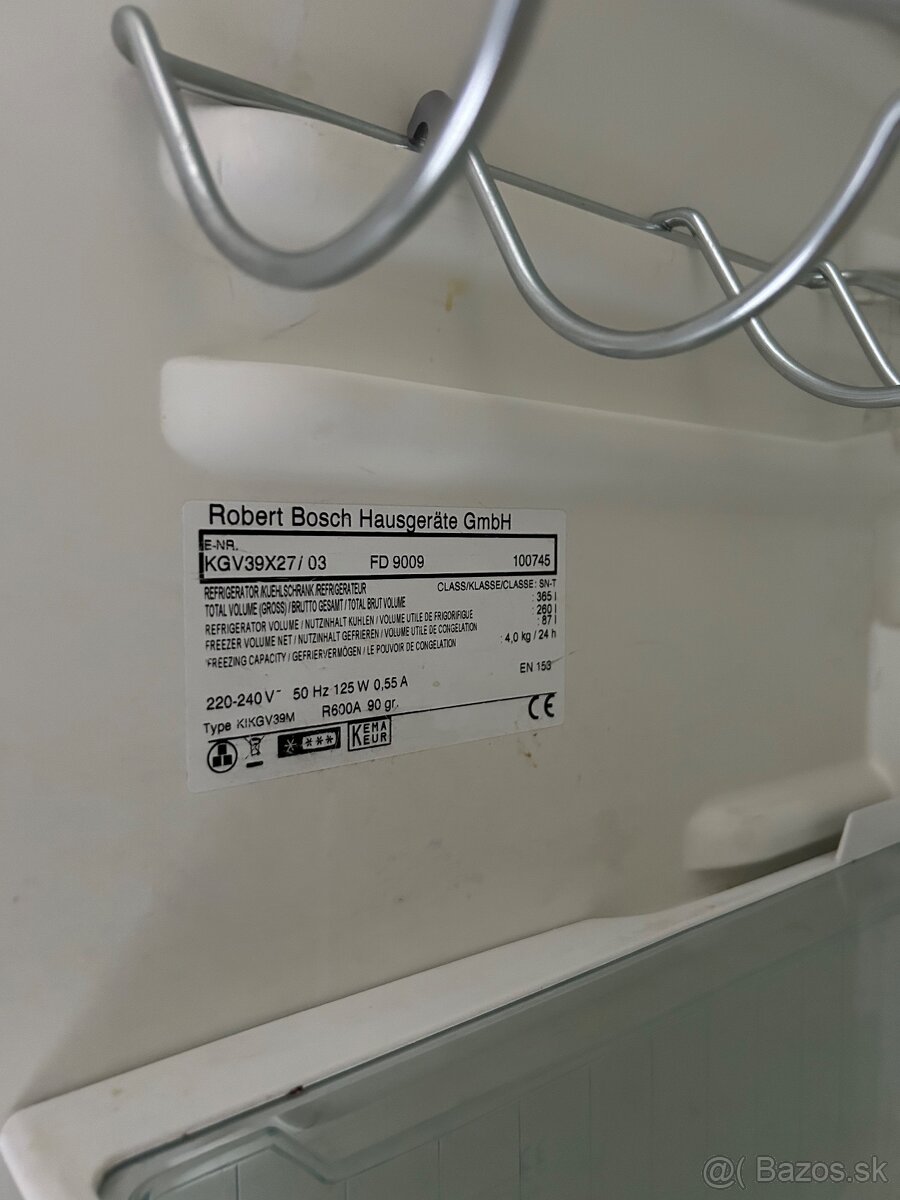 Robert Bosch Hausgeräte GmbH
E-NR.
KGV39X27 / 03 FD 9009 100745
REFRIGERATOR/KUEHLSCHRANK/REFRIGERATEUR CLASS/KLASSE/CLASSE: SN-T
TOTAL VOLUME (GROSS) / BRUTTO GESAMT / TOTAL BRUT VOLUME : 365 l
REFRIGERATOR VOLUME / NUTZINHALT KUHLEN / VOLUME UTILE DE FRIGORIFIGUE : 260 l
FREEZER VOLUME NET / NUTZINHALT GEFRIEREN / VOLUME UTILE DE CONGELATION : 87 l
FREEZING CAPACITY / GEFRIERVERMÖGEN / LE POUVOIR DE CONGELATION : 4,0 kg / 24 h
EN 153
220-240 V~ 50 Hz 125 W 0,55 A
Type KIKGV39M R600A 90 gr. CE
KEMA
EUR
@( Bazos.sk